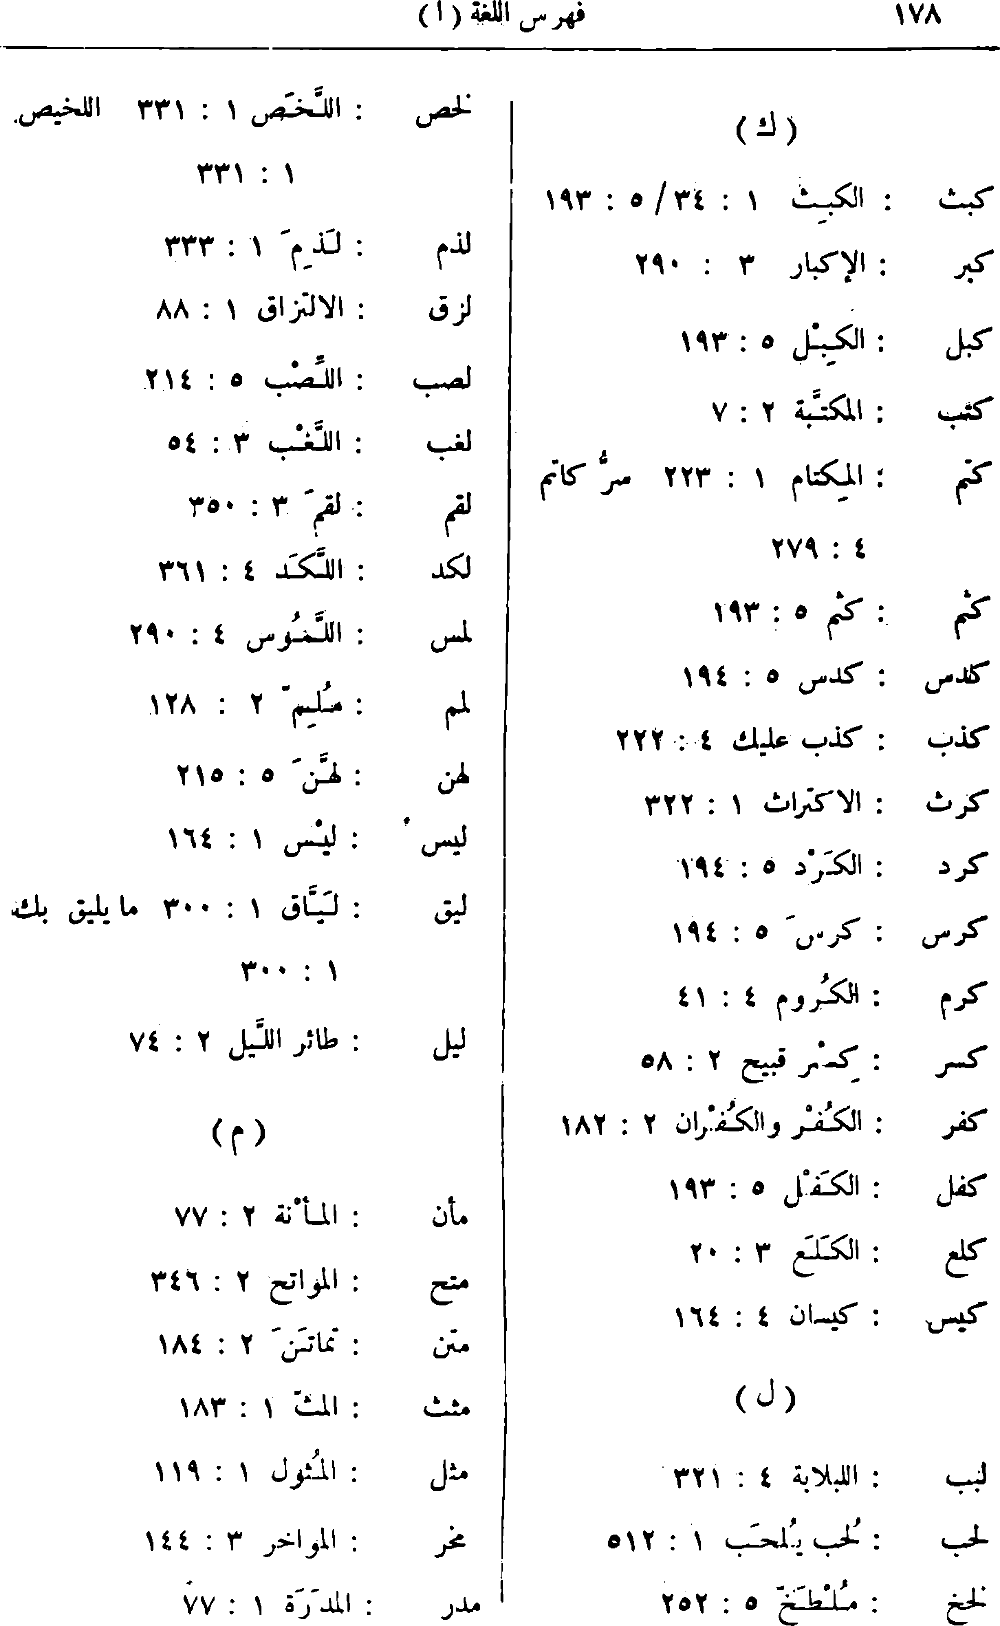 ١٧٨ فهرس اللغة ( أ )
( ك )
كبث : الكبِث ١ : ٣٤ / ٥ : ١٩٣
كبر : الإكبار ٣ : ٢٩٠
كبل : الكِبْل ٥ : ١٩٣
كتب : المكتَّبة ٢ : ٧
كتم : المِكتام ١ : ٢٢٣ سرٌّ كاتم
٤ : ٢٧٩
كثم : كثم ٥ : ١٩٣
كدس : كدس ٥ : ١٩٤
كذب : كذب عليك ٤ : ٢٢٢
كرث : الاكتراث ١ : ٣٢٢
كرد : الكَرْد ٥ : ١٩٤
كرس : كرسَ ٥ : ١٩٤
كرم : الكُروم ٤ : ٤١
كسر : كِسْر قبيح ٢ : ٥٨
كفر : الكُفْر والكُفْران ٢ : ١٨٢
كفل : الكَفْل ٥ : ١٩٣
كلع : الكَلَع ٣ : ٢٠
كيس : كيسان ٤ : ١٦٤
( ل )
لبب : اللبلابة ٤ : ٣٢١
لحب : لُحب يُلحَب ١ : ٥١٢
لخخ : مُلْطَخّ ٥ : ٢٥٢
لخص : اللَّخَص ١ : ٣٣١ اللخيص
١ : ٣٣١
لذم : لَذِمَ ١ : ٣٣٣
لزق : الالتزاق ١ : ٨٨
لصب : اللِّصْب ٥ : ٢١٤
لغب : اللَّغْب ٣ : ٥٤
لقم : لقمَ ٣ : ٣٥٠
لكد : اللَّكَد ٤ : ٣٦١
لمس : اللَّمُوس ٤ : ٢٩٠
لمم : مُلِمّ ٢ : ١٢٨
لهن : لهَّنَ ٥ : ٢١٥
ليس : ليْس ١ : ١٦٤
ليق : لَيَّاق ١ : ٣٠٠ ما يليق بك
١ : ٣٠٠
ليل : طائر اللَّيل ٢ : ٧٤
( م )
مأن : المأْنة ٢ : ٧٧
متح : المواتح ٢ : ٣٤٦
متن : تماتَنَ ٢ : ١٨٤
مثث : المثّ ١ : ١٨٣
مثل : المُثول ١ : ١١٩
مخر : المواخر ٣ : ١٤٤
مدر : المدَرَة ١ : ٧٧